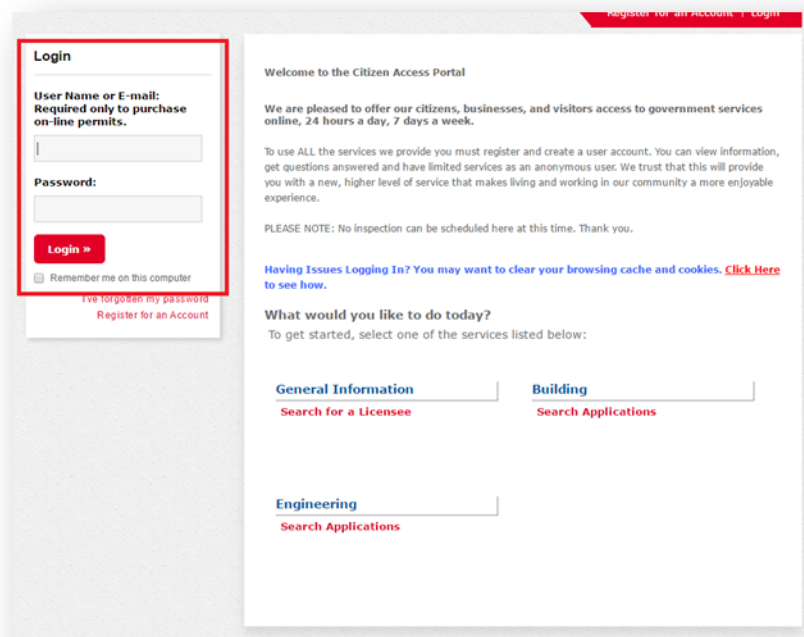 Register for an Account | Login
Login
User Name or E-mail:
Required only to purchase
on-line permits.
Password:
Login »
Remember me on this computer
I've forgotten my password
Register for an Account
Welcome to the Citizen Access Portal
We are pleased to offer our citizens, businesses, and visitors access to government services
online, 24 hours a day, 7 days a week.
To use ALL the services we provide you must register and create a user account. You can view information,
get questions answered and have limited services as an anonymous user. We trust that this will provide
you with a new, higher level of service that makes living and working in our community a more enjoyable
experience.
PLEASE NOTE: No inspection can be scheduled here at this time. Thank you.
Having Issues Logging In? You may want to clear your browsing cache and cookies. Click Here
to see how.
What would you like to do today?
To get started, select one of the services listed below:
General Information
Search for a Licensee
Building
Search Applications
Engineering
Search Applications